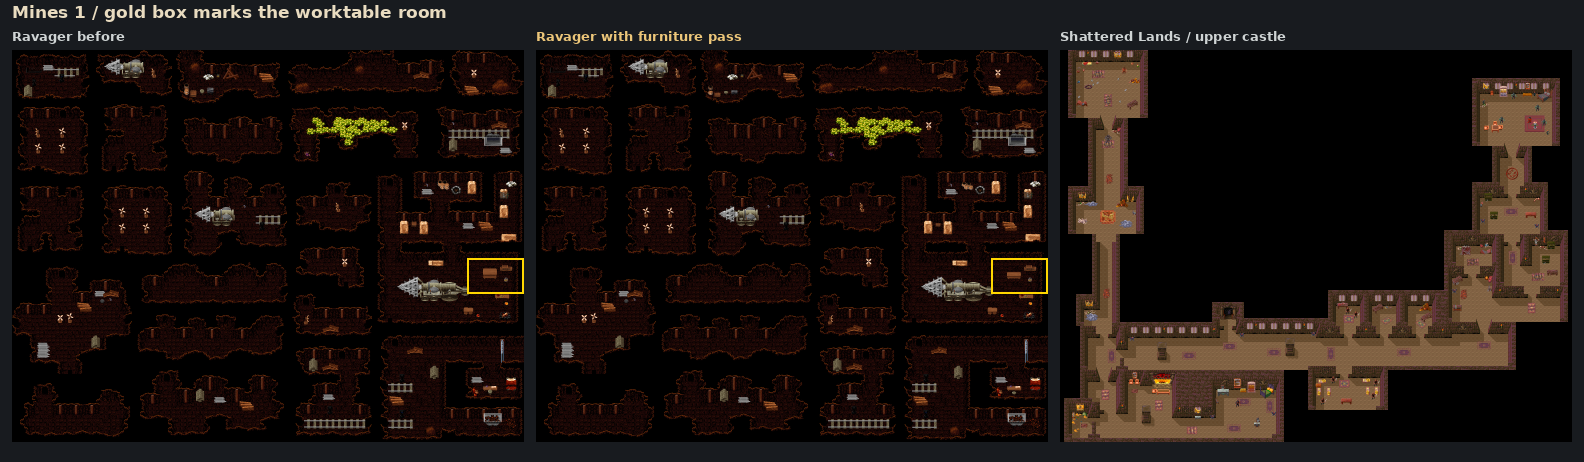 Mines 1 / gold box marks the worktable room
Ravager before
Ravager with furniture pass
Shattered Lands / upper castle